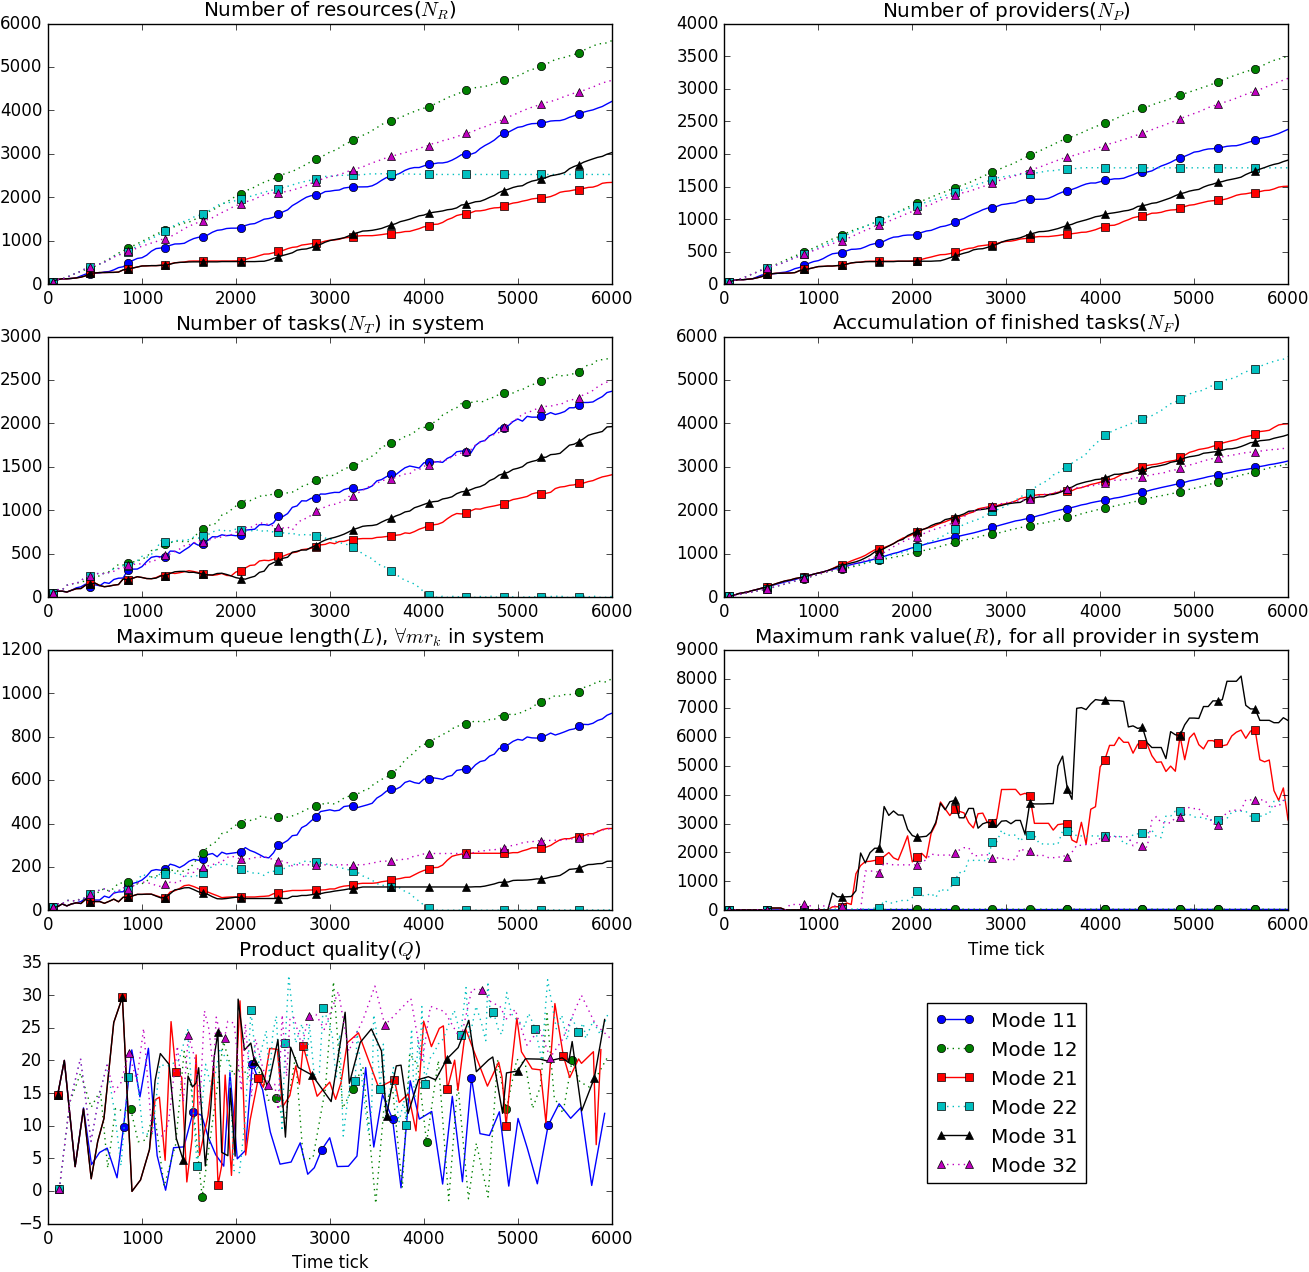 Number of resources(N_R)
Number of providers(N_P)
6000
5000
4000
3000
2000
1000
0
0 1000 2000 3000 4000 5000 6000
4000
3500
3000
2500
2000
1500
1000
500
0
0 1000 2000 3000 4000 5000 6000
Number of tasks(N_T) in system
Accumulation of finished tasks(N_F)
3000
2500
2000
1500
1000
500
0
0 1000 2000 3000 4000 5000 6000
6000
5000
4000
3000
2000
1000
0
0 1000 2000 3000 4000 5000 6000
Maximum queue length(L), ∀mr_k in system
Maximum rank value(R), for all provider in system
1200
1000
800
600
400
200
0
0 1000 2000 3000 4000 5000 6000
9000
8000
7000
6000
5000
4000
3000
2000
1000
0
0 1000 2000 3000 4000 5000 6000
Time tick
Product quality(Q)
35
30
25
20
15
10
5
0
−5
0 1000 2000 3000 4000 5000 6000
Time tick
Mode 11
Mode 12
Mode 21
Mode 22
Mode 31
Mode 32